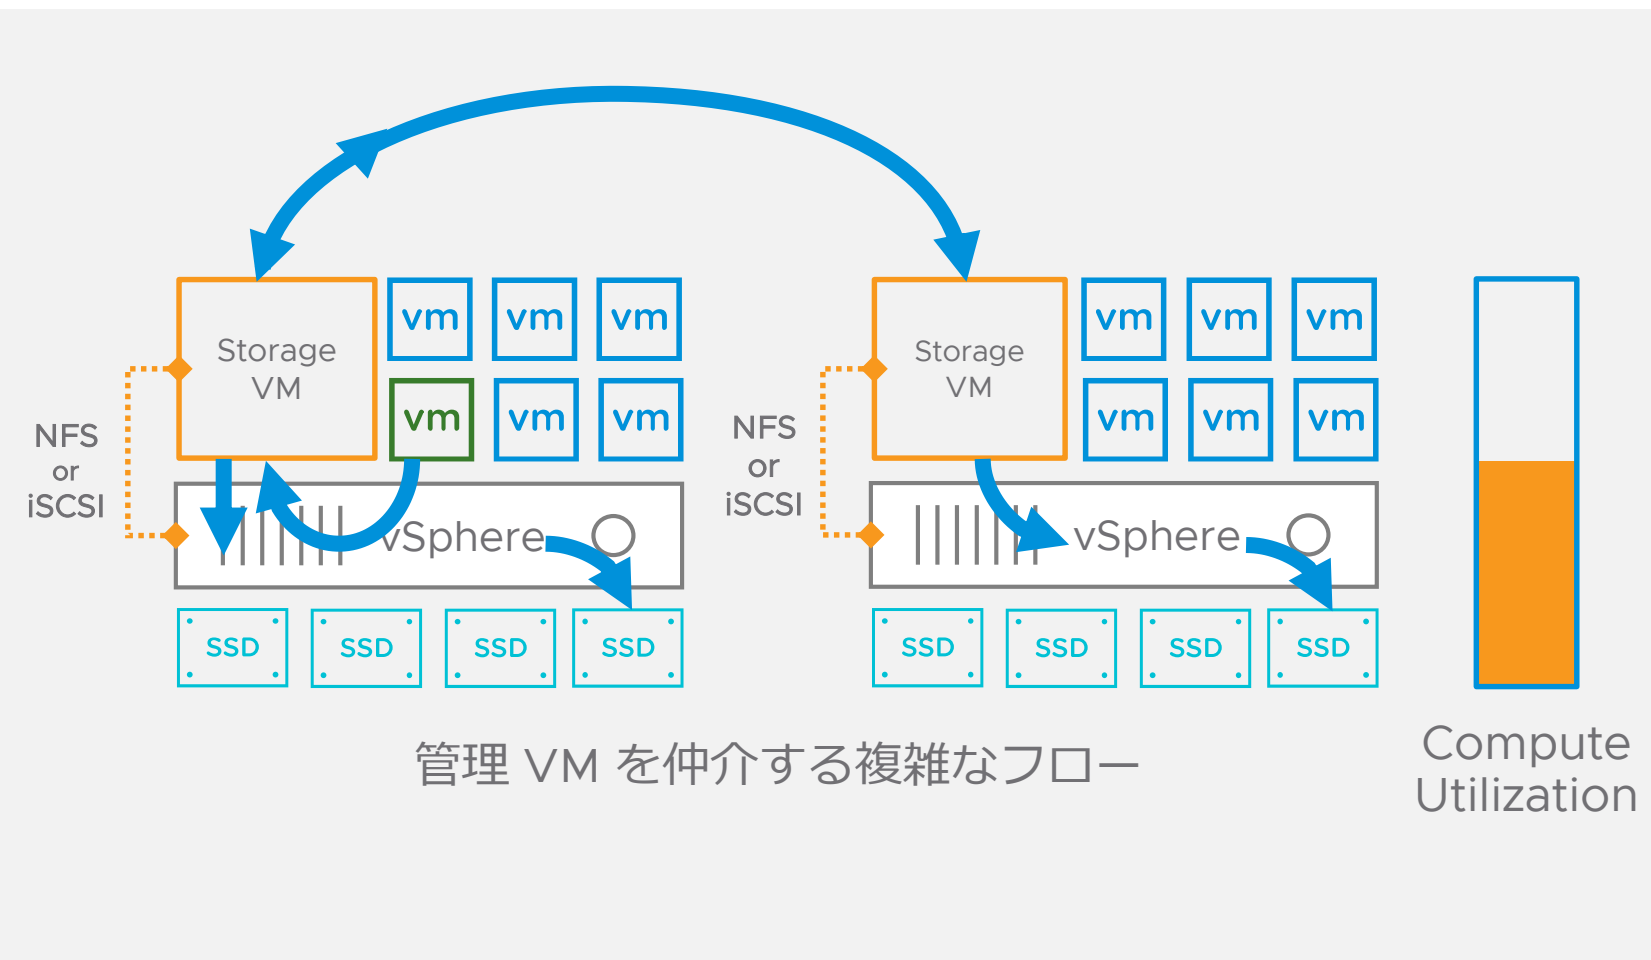 Storage
VM
vm
vm
vm
vm
vm
vm
NFS
or
iSCSI
vSphere
SSD
SSD
SSD
SSD
Storage
VM
vm
vm
vm
vm
vm
vm
NFS
or
iSCSI
vSphere
SSD
SSD
SSD
SSD
管理 VM を仲介する複雑なフロー
Compute
Utilization